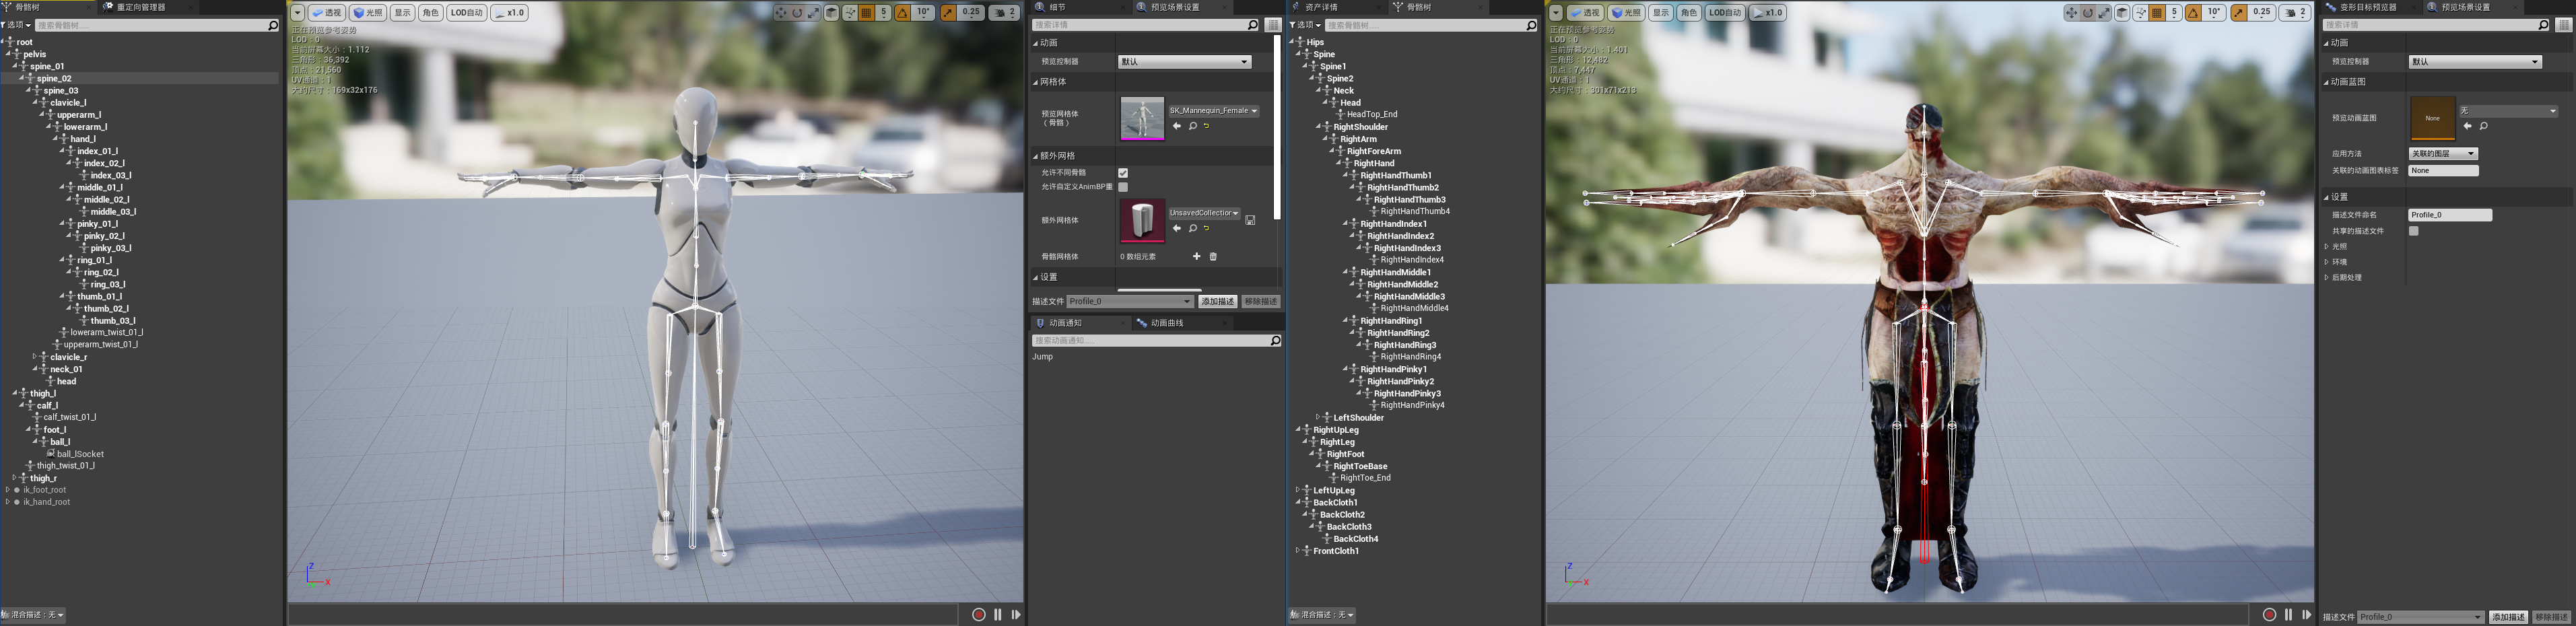 骨骼树
重定向管理器
选项
搜索骨骼树......
root
pelvis
spine_01
spine_02
spine_03
clavicle_l
upperarm_l
lowerarm_l
hand_l
index_01_l
index_02_l
index_03_l
middle_01_l
middle_02_l
middle_03_l
pinky_01_l
pinky_02_l
pinky_03_l
ring_01_l
ring_02_l
ring_03_l
thumb_01_l
thumb_02_l
thumb_03_l
lowerarm_twist_01_l
upperarm_twist_01_l
clavicle_r
neck_01
head
thigh_l
calf_l
calf_twist_01_l
foot_l
ball_l
ball_lSocket
thigh_twist_01_l
thigh_r
ik_foot_root
ik_hand_root
混合描述：无
透视
光照
显示
角色
LOD自动
x1.0
5
10°
0.25
2
正在预览参考姿势
LOD：0
当前屏幕大小：1.112
三角形：36,392
顶点：21,560
UV通道：1
大约尺寸：169x32x176
Z
X
细节
预览场景设置
搜索详情
动画
预览控制器
默认
网格体
预览网格体
（骨骼）
SK_Mannequin_Female
额外网格
允许不同骨骼
允许自定义AnimBP重
额外网格体
UnsavedCollection
骨骼网格体
0 数组元素
设置
描述文件
Profile_0
添加描述
移除描述
动画通知
动画曲线
搜索动画通知......
Jump
资产详情
骨骼树
选项
搜索骨骼树......
Hips
Spine
Spine1
Spine2
Neck
Head
HeadTop_End
RightShoulder
RightArm
RightForeArm
RightHand
RightHandThumb1
RightHandThumb2
RightHandThumb3
RightHandThumb4
RightHandIndex1
RightHandIndex2
RightHandIndex3
RightHandIndex4
RightHandMiddle1
RightHandMiddle2
RightHandMiddle3
RightHandMiddle4
RightHandRing1
RightHandRing2
RightHandRing3
RightHandRing4
RightHandPinky1
RightHandPinky2
RightHandPinky3
RightHandPinky4
LeftShoulder
RightUpLeg
RightLeg
RightFoot
RightToeBase
RightToe_End
LeftUpLeg
BackCloth1
BackCloth2
BackCloth3
BackCloth4
FrontCloth1
混合描述：无
透视
光照
显示
角色
LOD自动
x1.0
5
10°
0.25
2
正在预览参考姿势
LOD：0
当前屏幕大小：1.401
三角形：12,482
顶点：7,447
UV通道：1
大约尺寸：301x71x213
Z
X
变形目标预览器
预览场景设置
搜索详情
动画
预览控制器
默认
动画蓝图
预览动画蓝图
None
无
应用方法
关联的图层
关联的动画图表标签
None
设置
描述文件命名
Profile_0
共享的描述文件
光照
环境
后期处理
描述文件
Profile_0
添加描述
移除描述